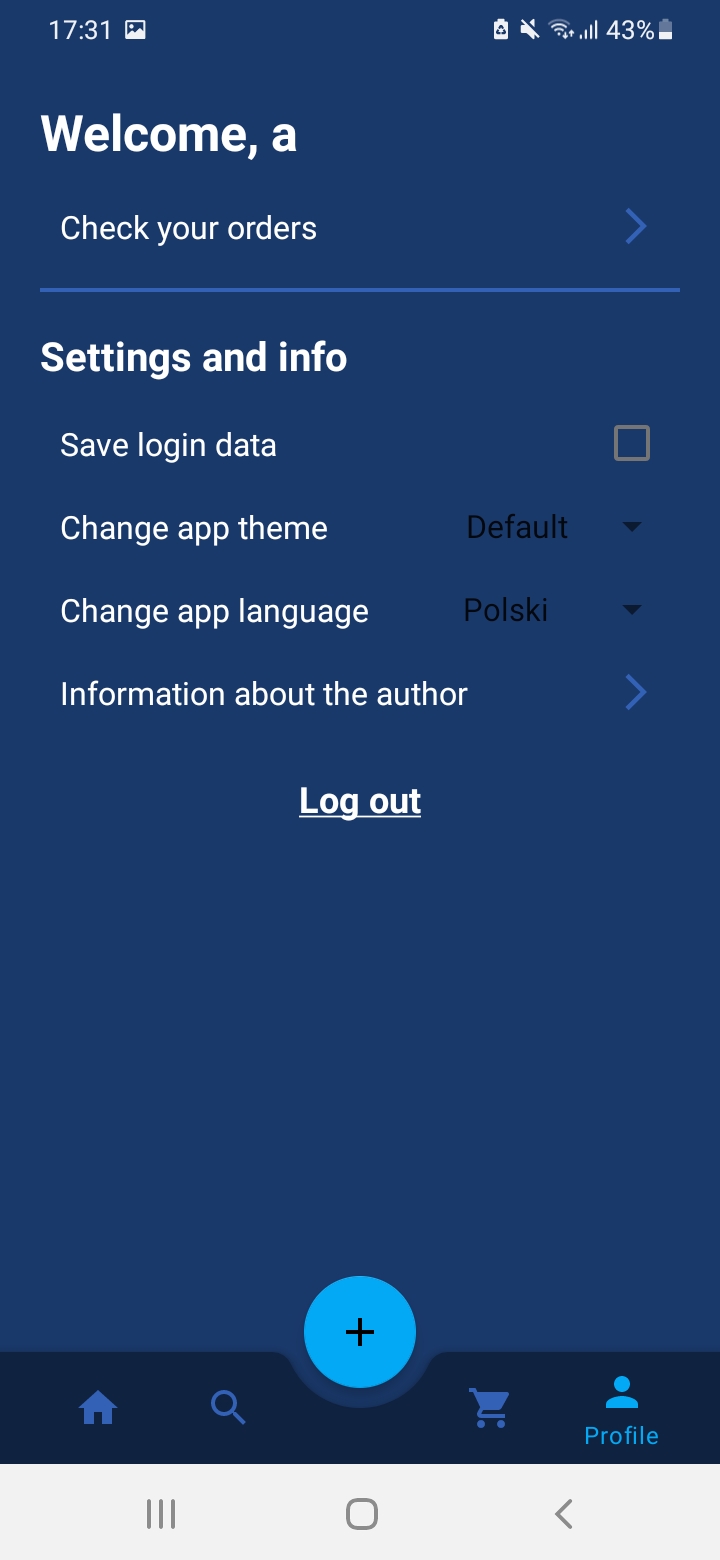 17:31
43%
Welcome, a
Check your orders
Settings and info
Save login data
Change app theme
Default
Change app language
Polski
Information about the author
Log out
Profile